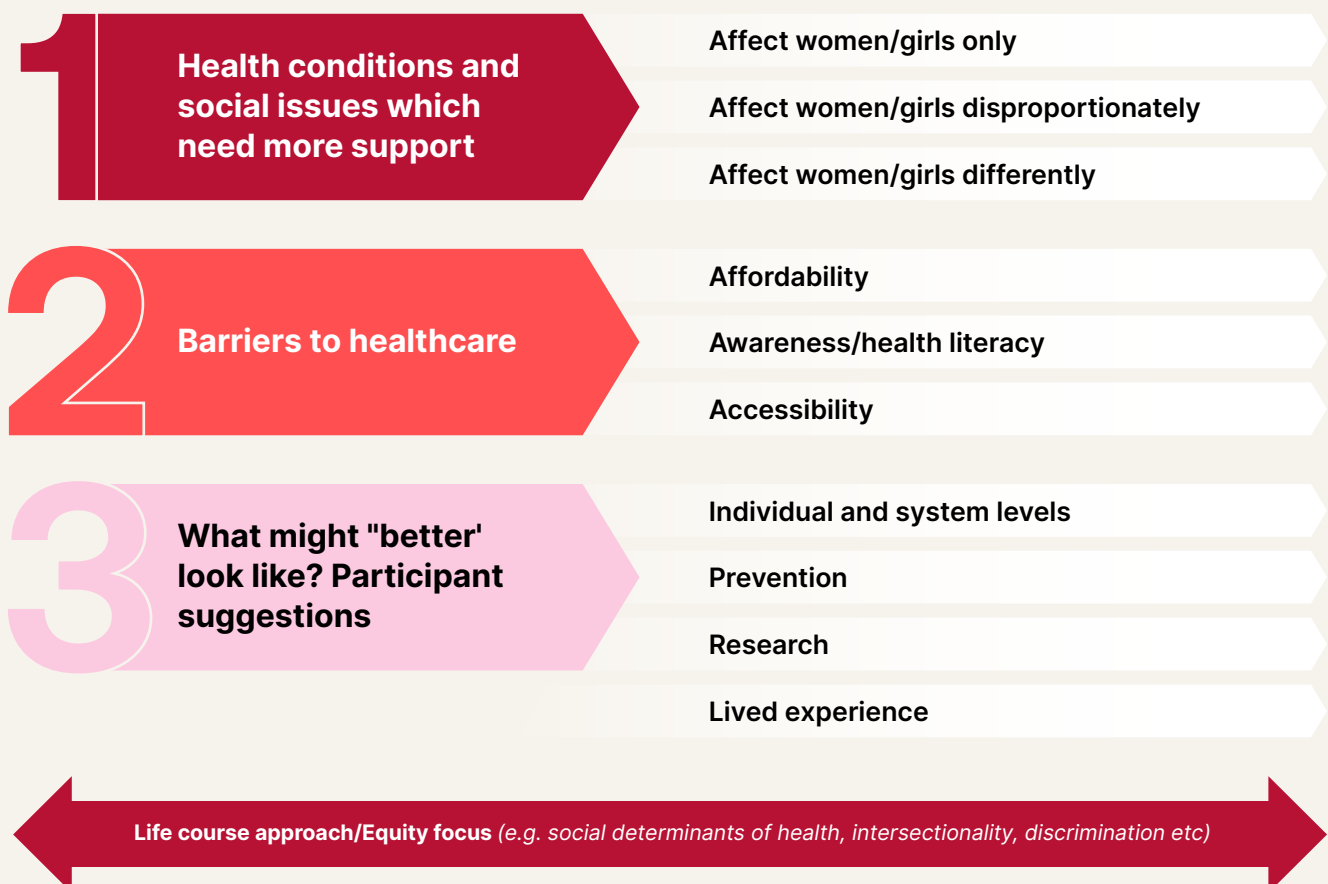 1
Health conditions and
social issues which
need more support
Affect women/girls only
Affect women/girls disproportionately
Affect women/girls differently
2
Barriers to healthcare
Affordability
Awareness/health literacy
Accessibility
3
What might "better'
look like? Participant
suggestions
Individual and system levels
Prevention
Research
Lived experience
Life course approach/Equity focus (e.g. social determinants of health, intersectionality, discrimination etc)